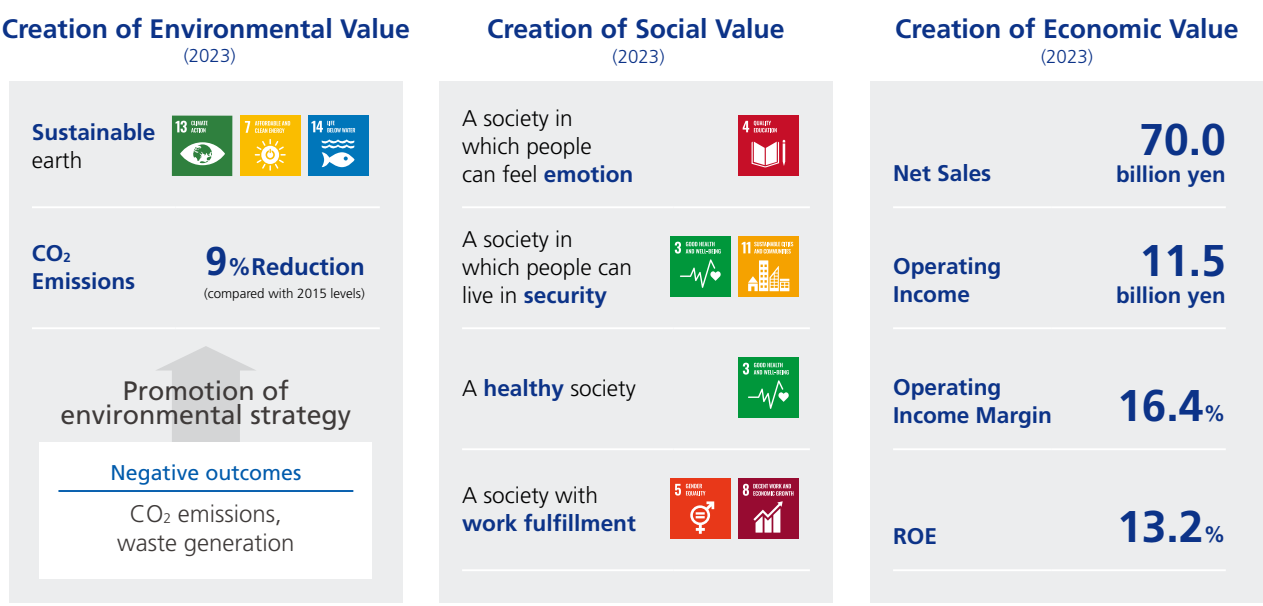 Creation of Environmental Value
(2023)
Sustainable
earth
13 CLIMATE
ACTION
7 AFFORDABLE AND
CLEAN ENERGY
14 LIFE
BELOW WATER
CO₂
Emissions
9% Reduction
(compared with 2015 levels)
Promotion of
environmental strategy
Negative outcomes
CO₂ emissions,
waste generation
Creation of Social Value
(2023)
A society in
which people
can feel emotion
4 QUALITY
EDUCATION
A society in
which people can
live in security
3 GOOD HEALTH
AND WELL-BEING
11 SUSTAINABLE CITIES
AND COMMUNITIES
A healthy society
3 GOOD HEALTH
AND WELL-BEING
A society with
work fulfillment
5 GENDER
EQUALITY
8 DECENT WORK AND
ECONOMIC GROWTH
Creation of Economic Value
(2023)
Net Sales
70.0
billion yen
Operating
Income
11.5
billion yen
Operating
Income Margin
16.4%
ROE
13.2%